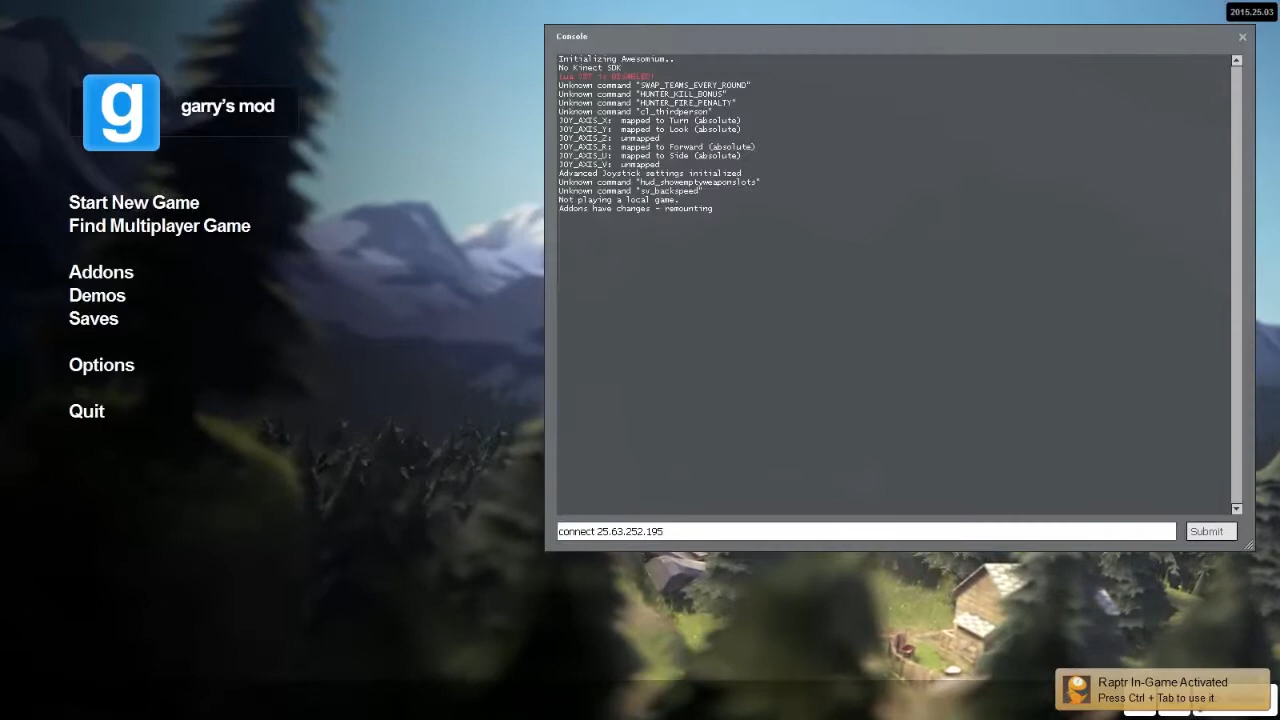 2015.25.03
g
garry's mod
Start New Game
Find Multiplayer Game
Addons
Demos
Saves
Options
Quit
Console
Initializing Awesomium..
No Kinect SDK
is DISABLED!
Unknown command "SWAP_TEAMS_EVERY_ROUND"
Unknown command "HUNTER_KILL_BONUS"
Unknown command "HUNTER_FIRE_PENALTY"
Unknown command "cl_thirdperson"
JOY_AXIS_X: mapped to Turn (absolute)
JOY_AXIS_Y: mapped to Look (absolute)
JOY_AXIS_Z: unmapped
JOY_AXIS_R: mapped to Forward (absolute)
JOY_AXIS_U: mapped to Side (absolute)
JOY_AXIS_V: unmapped
Advanced Joystick settings initialized
Unknown command "hud_showemptyweaponslots"
Unknown command "sv_backspeed"
Not playing a local game.
Addons have changes - remounting
connect 25.63.252.195
Submit
Raptr In-Game Activated
Press Ctrl + Tab to use it